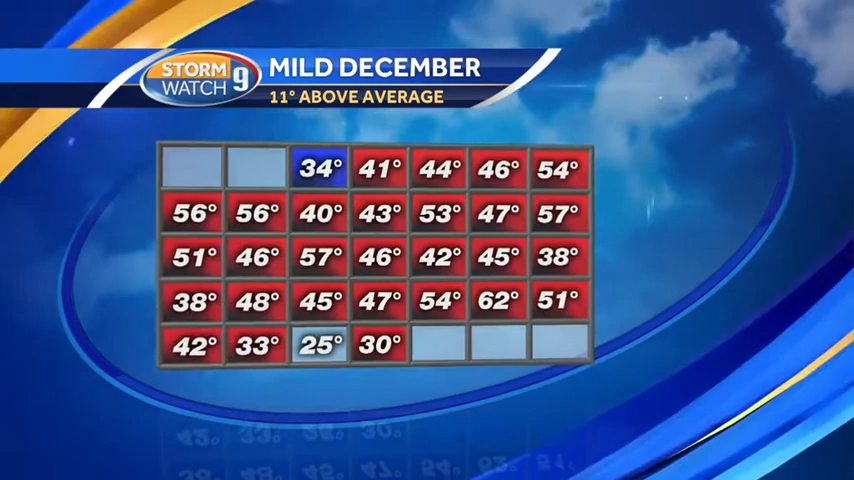 STORM
WATCH 9
MILD DECEMBER
11° ABOVE AVERAGE
34° 41° 44° 46° 54°
56° 56° 40° 43° 53° 47° 57°
51° 46° 57° 46° 42° 45° 38°
38° 48° 45° 47° 54° 62° 51°
42° 33° 25° 30°